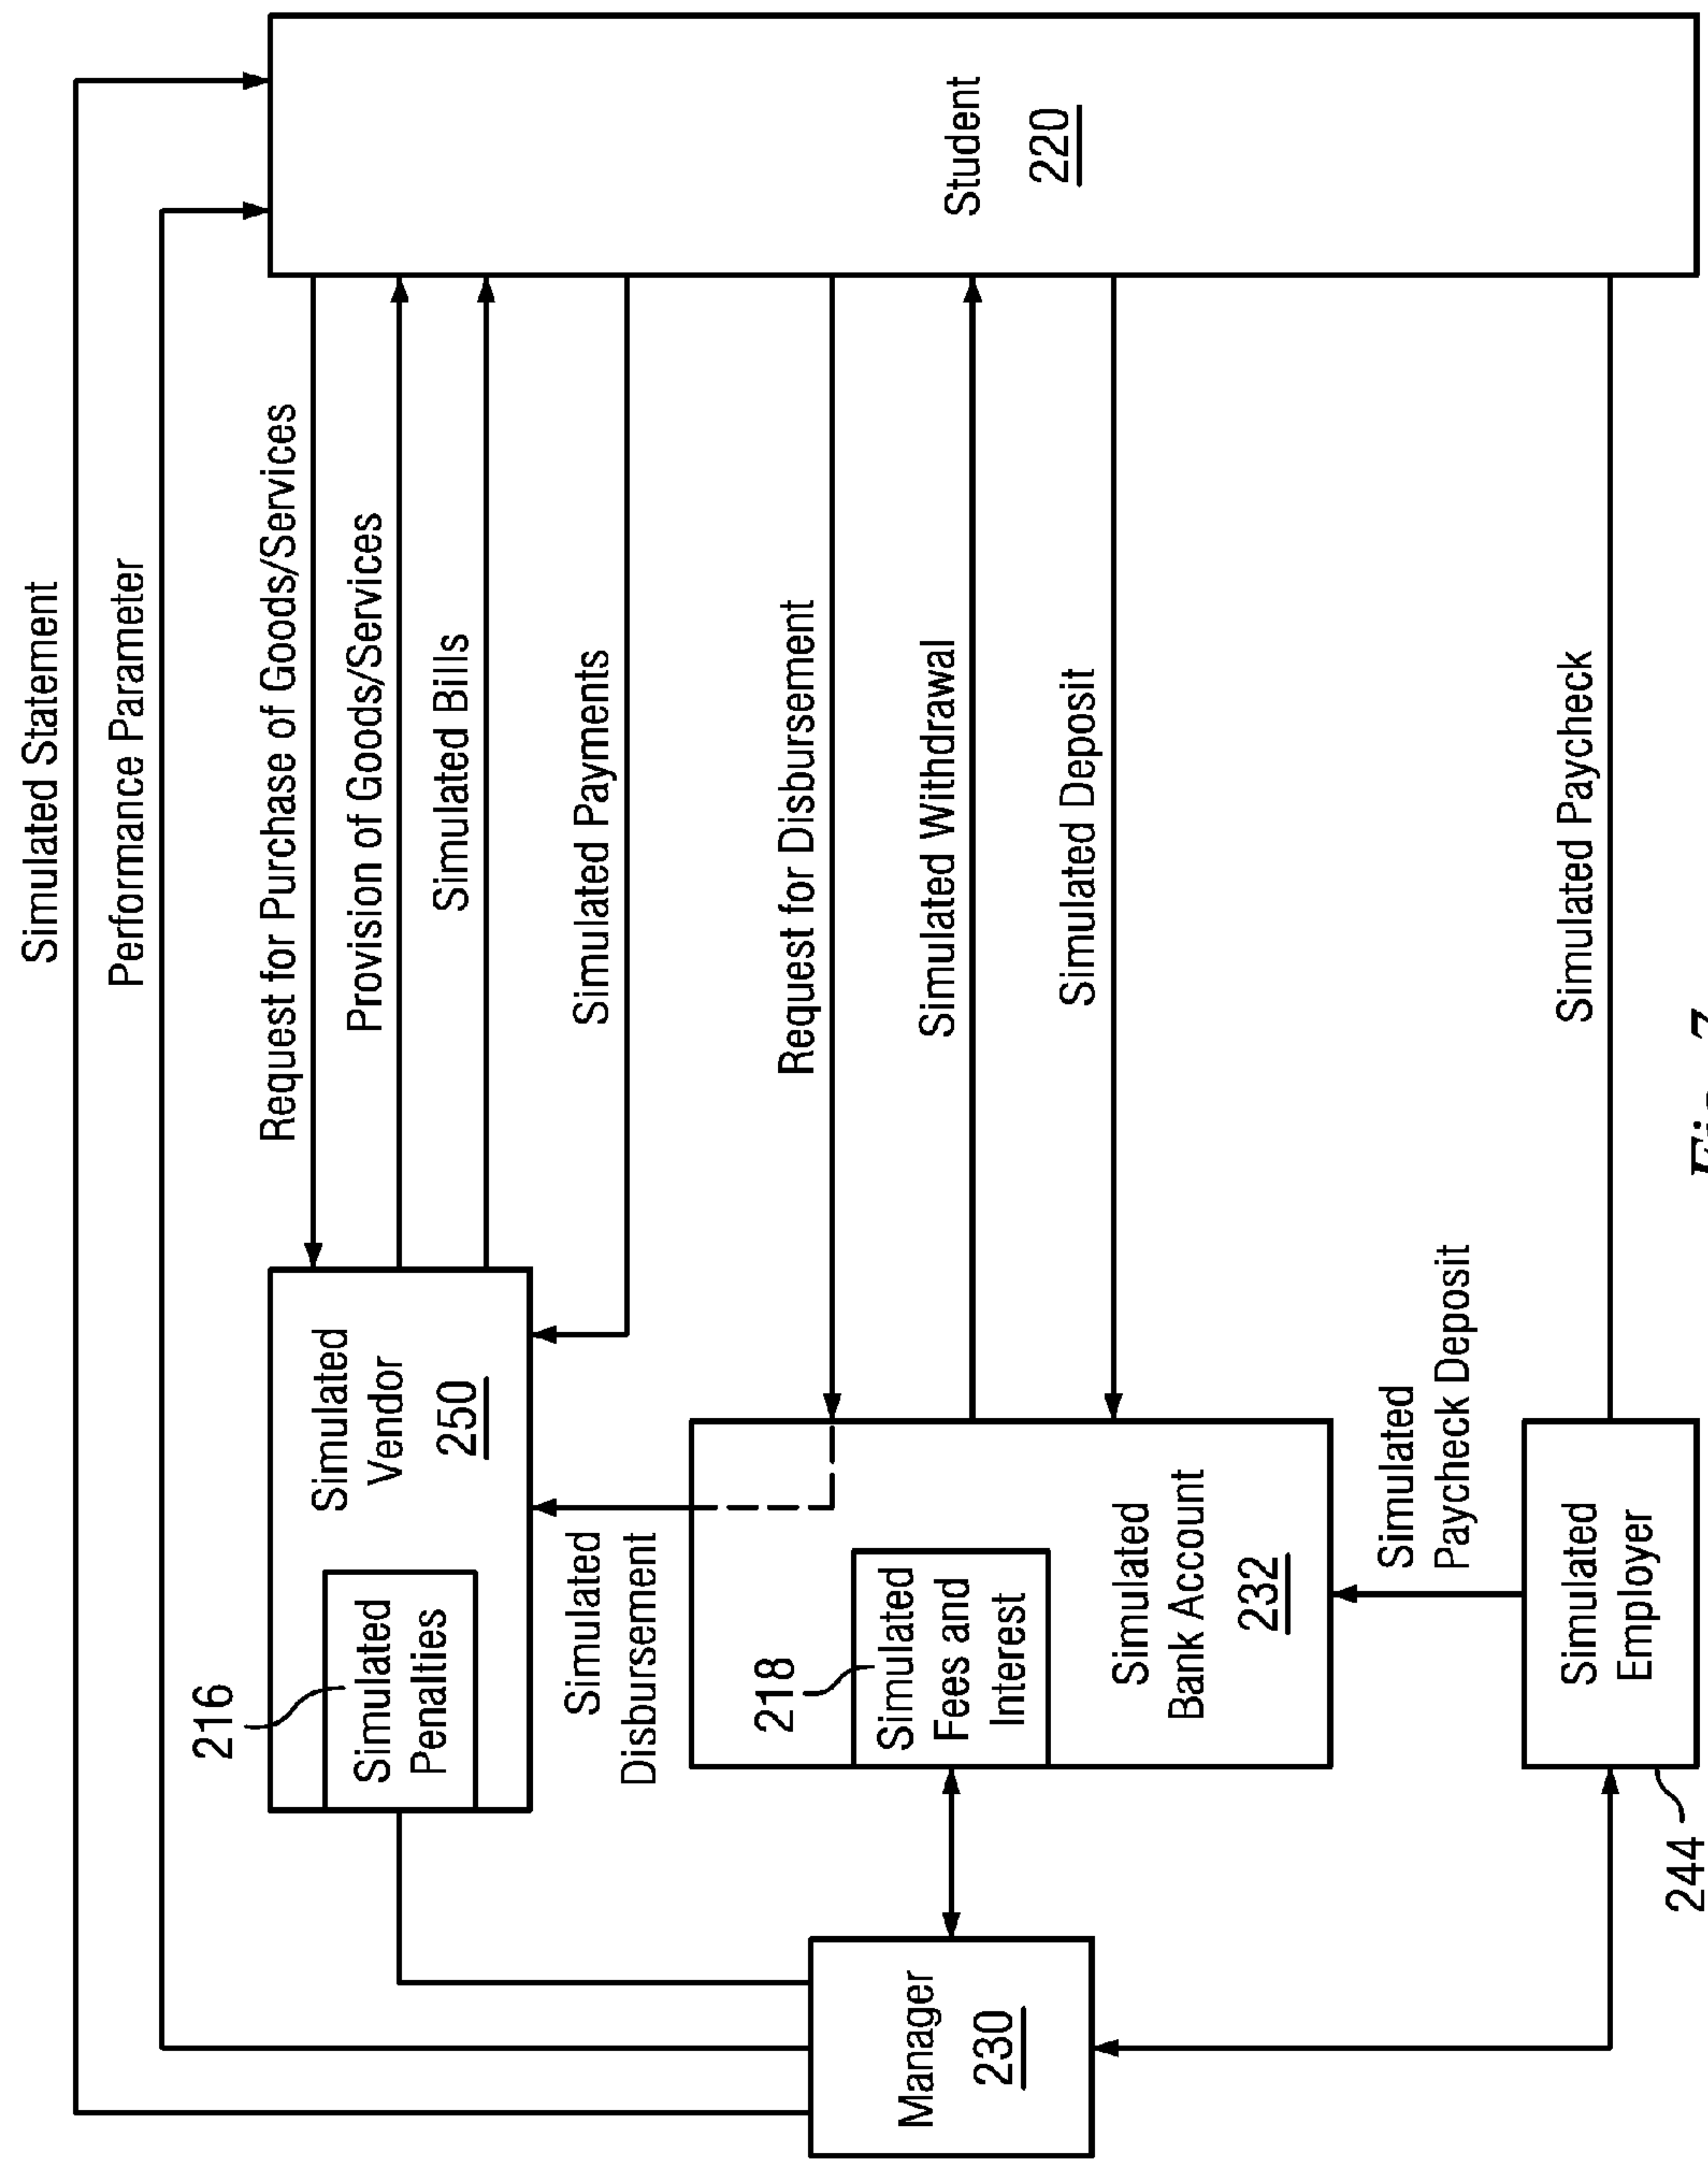 Simulated Statement
Performance Parameter
Request for Purchase of Goods/Services
Provision of Goods/Services
Simulated Bills
Simulated Payments
Request for Disbursement
Simulated Withdrawal
Simulated Deposit
Simulated Paycheck
Student
220
216
Simulated
Penalties
Simulated
Vendor
250
Simulated
Disbursement
218
Simulated
Fees and
Interest
Simulated
Bank Account
232
Simulated
Paycheck Deposit
Manager
230
Simulated
Employer
244